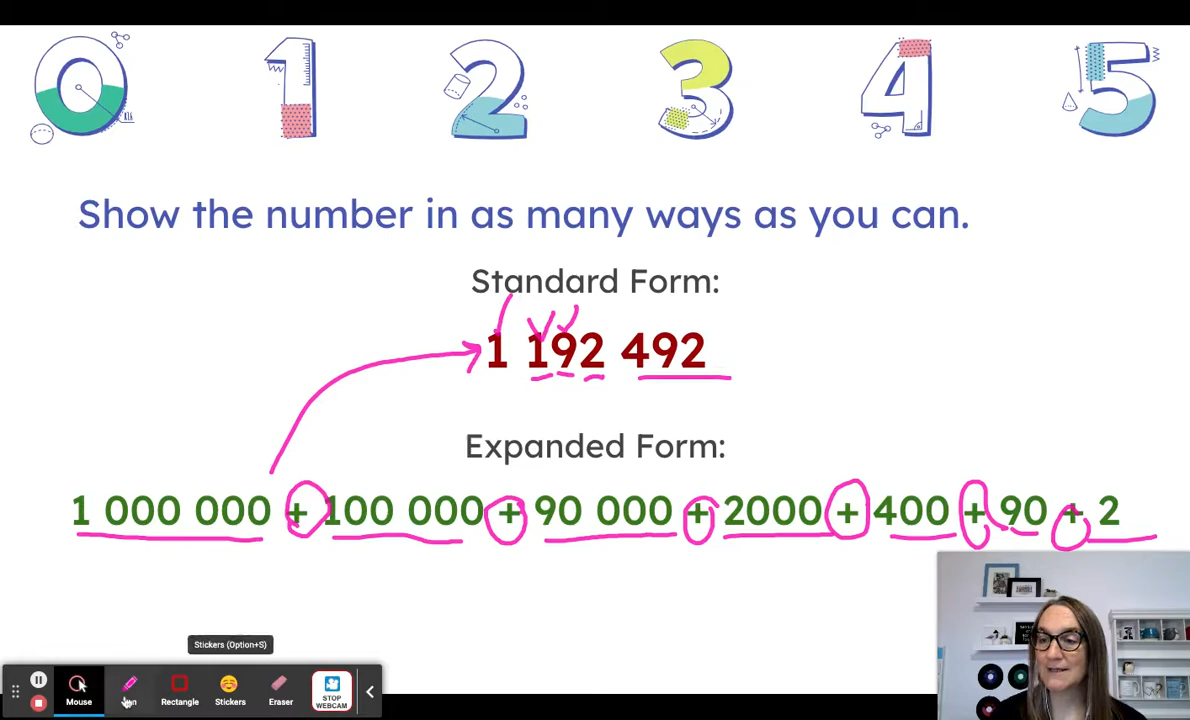 0 1 2 3 4 5
Show the number in as many ways as you can.
Standard Form:
1 192 492
Expanded Form:
1 000 000 + 100 000 + 90 000 + 2000 + 400 + 90 + 2
Stickers (Option+S)
Mouse
Rectangle
Stickers
Eraser
STOP
WEBCAM